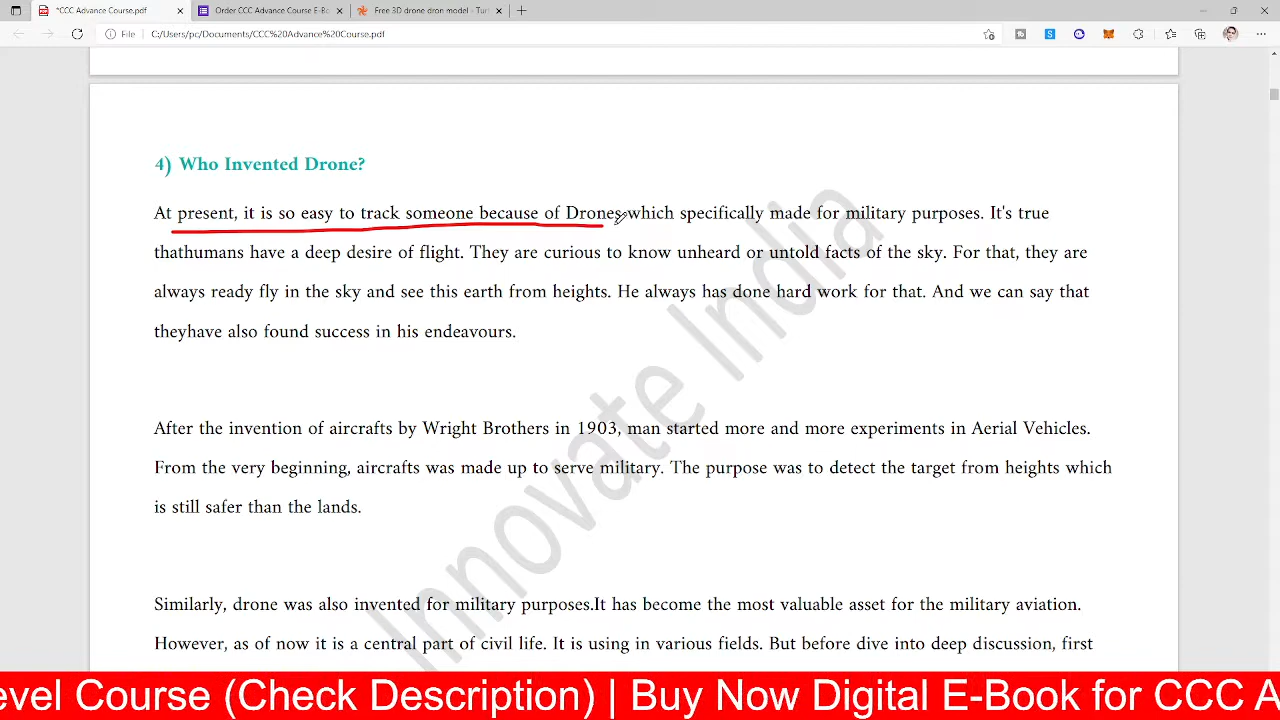 *CCC Advance Course.pdf
Order CCC Advance Course E-Bo
Free 3D drone dron model - Tur
File
C:/Users/pc/Documents/CCC%20Advance%20Course.pdf
4) Who Invented Drone?
At present, it is so easy to track someone because of Drones which specifically made for military purposes. It's true
thathumans have a deep desire of flight. They are curious to know unheard or untold facts of the sky. For that, they are
always ready fly in the sky and see this earth from heights. He always has done hard work for that. And we can say that
theyhave also found success in his endeavours.
After the invention of aircrafts by Wright Brothers in 1903, man started more and more experiments in Aerial Vehicles.
From the very beginning, aircrafts was made up to serve military. The purpose was to detect the target from heights which
is still safer than the lands.
Similarly, drone was also invented for military purposes.It has become the most valuable asset for the military aviation.
However, as of now it is a central part of civil life. It is using in various fields. But before dive into deep discussion, first
Innovate India
evel Course (Check Description) | Buy Now Digital E-Book for CCC A